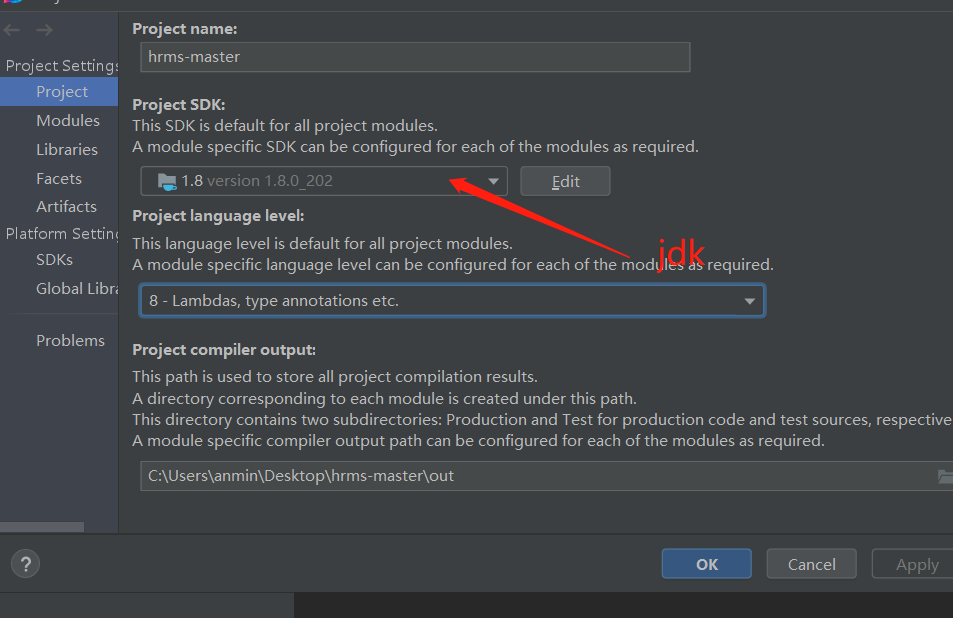 Project name:
hrms-master
Project Settings
Project
Modules
Libraries
Facets
Artifacts
Platform Setting
SDKs
Global Libra
Problems
Project SDK:
This SDK is default for all project modules.
A module specific SDK can be configured for each of the modules as required.
1.8 version 1.8.0_202
Edit
jdk
Project language level:
This language level is default for all project modules.
A module specific language level can be configured for each of the modules as required.
8 - Lambdas, type annotations etc.
Project compiler output:
This path is used to store all project compilation results.
A directory corresponding to each module is created under this path.
This directory contains two subdirectories: Production and Test for production code and test sources, respective
A module specific compiler output path can be configured for each of the modules as required.
C:\Users\anmin\Desktop\hrms-master\out
?
OK
Cancel
Apply